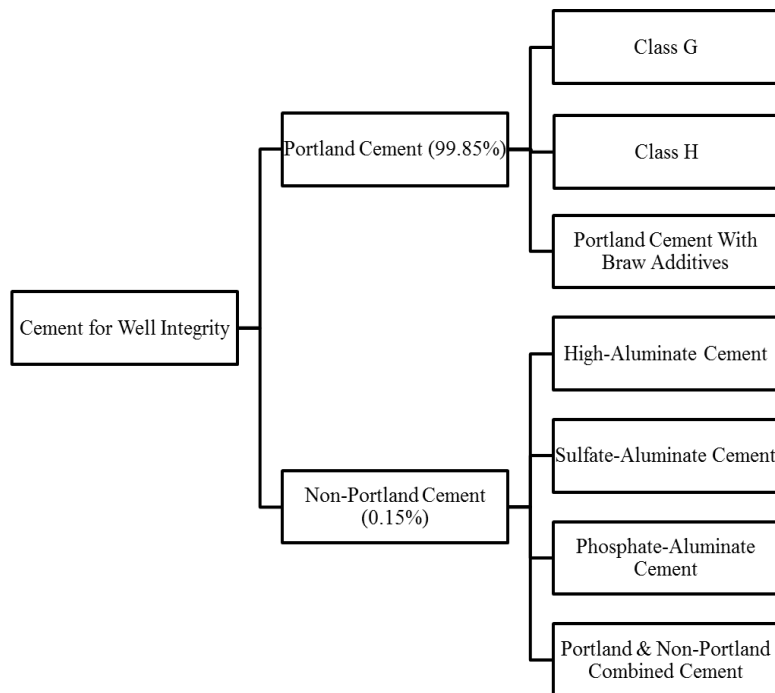 Cement for Well Integrity
Portland Cement (99.85%)
Class G
Class H
Portland Cement With
Braw Additives
Non-Portland Cement
(0.15%)
High-Aluminate Cement
Sulfate-Aluminate Cement
Phosphate-Aluminate
Cement
Portland & Non-Portland
Combined Cement